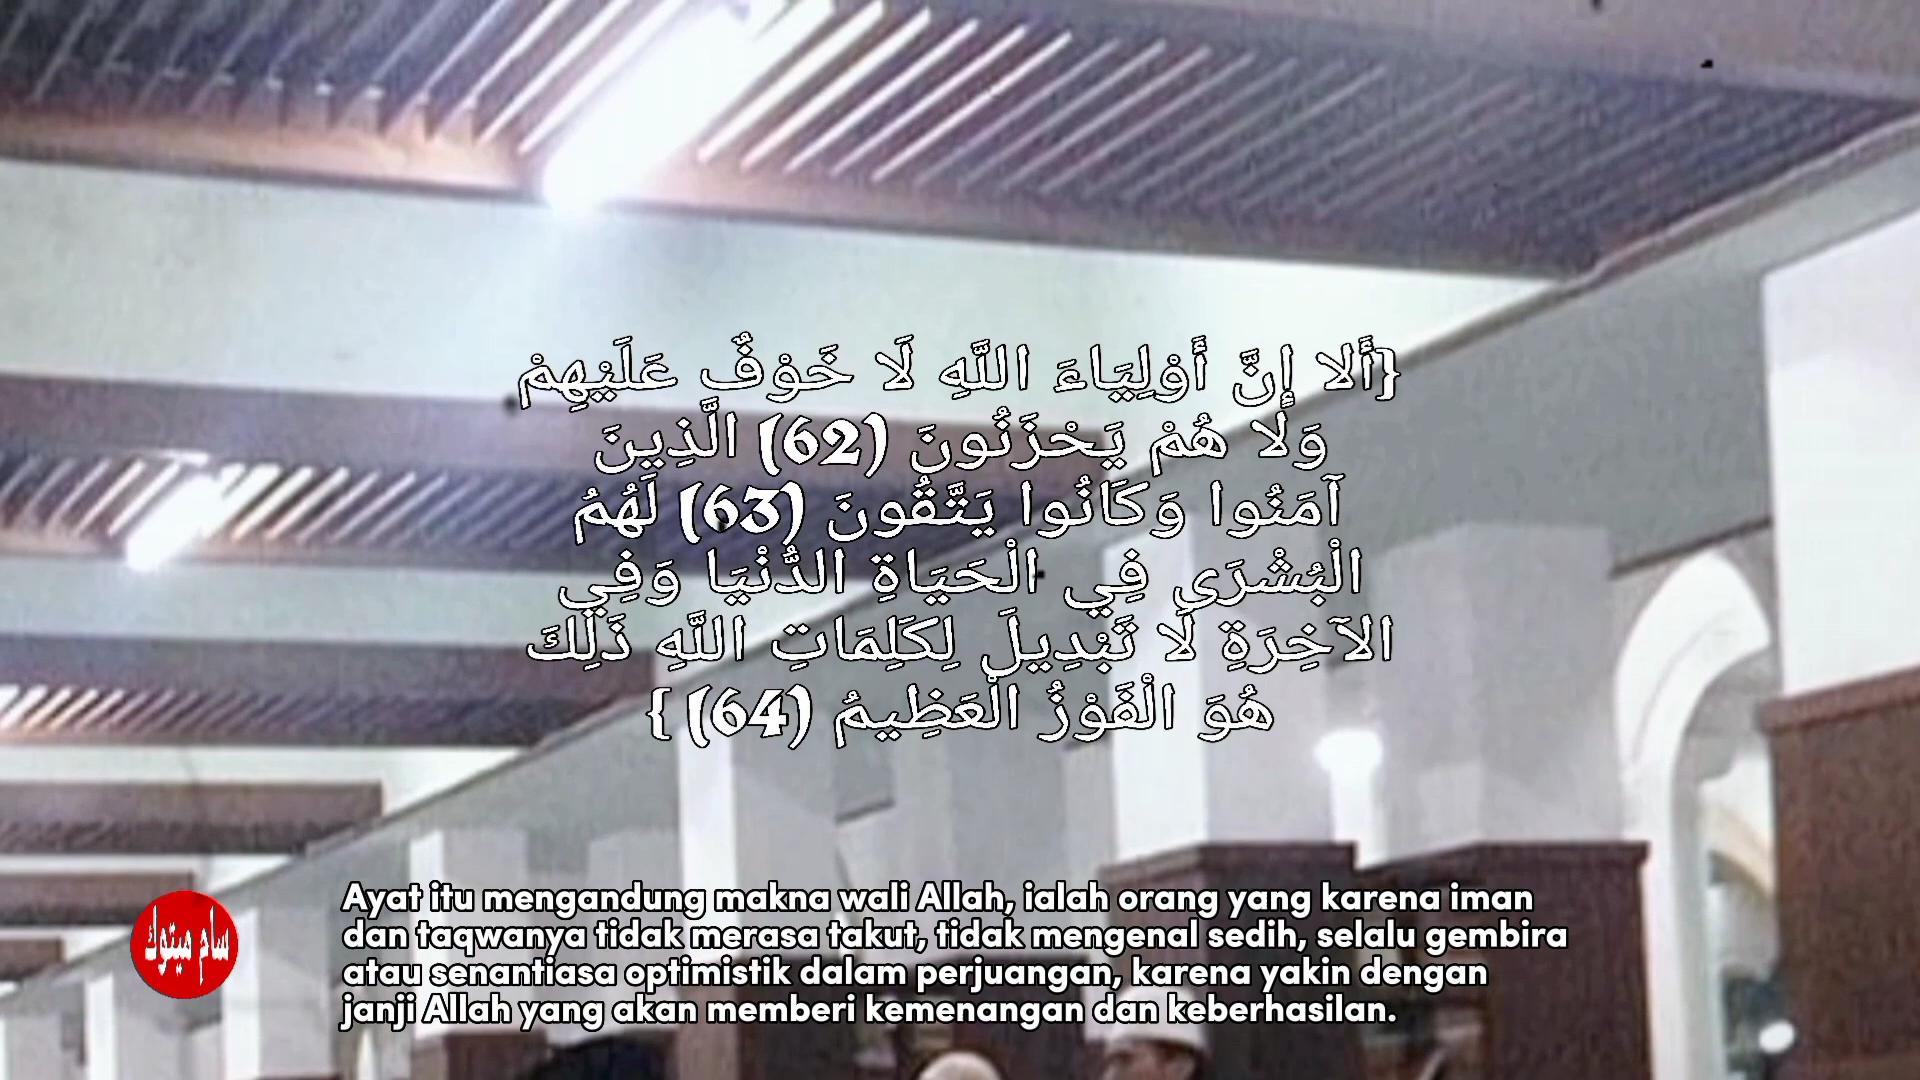 {أَلا إِنَّ أَوْلِيَاءَ اللَّهِ لَا خَوْفٌ عَلَيْهِمْ
وَلا هُمْ يَحْزَنُونَ (62) الَّذِينَ
آمَنُوا وَكَانُوا يَتَّقُونَ (63) لَهُمُ
الْبُشْرَى فِي الْحَيَاةِ الدُّنْيَا وَفِي
الآخِرَةِ لَا تَبْدِيلَ لِكَلِمَاتِ اللَّهِ ذَلِكَ
هُوَ الْفَوْزُ الْعَظِيمُ (64) }
سام ميتوك
Ayat itu mengandung makna wali Allah, ialah orang yang karena iman
dan taqwanya tidak merasa takut, tidak mengenal sedih, selalu gembira
atau senantiasa optimistik dalam perjuangan, karena yakin dengan
janji Allah yang akan memberi kemenangan dan keberhasilan.